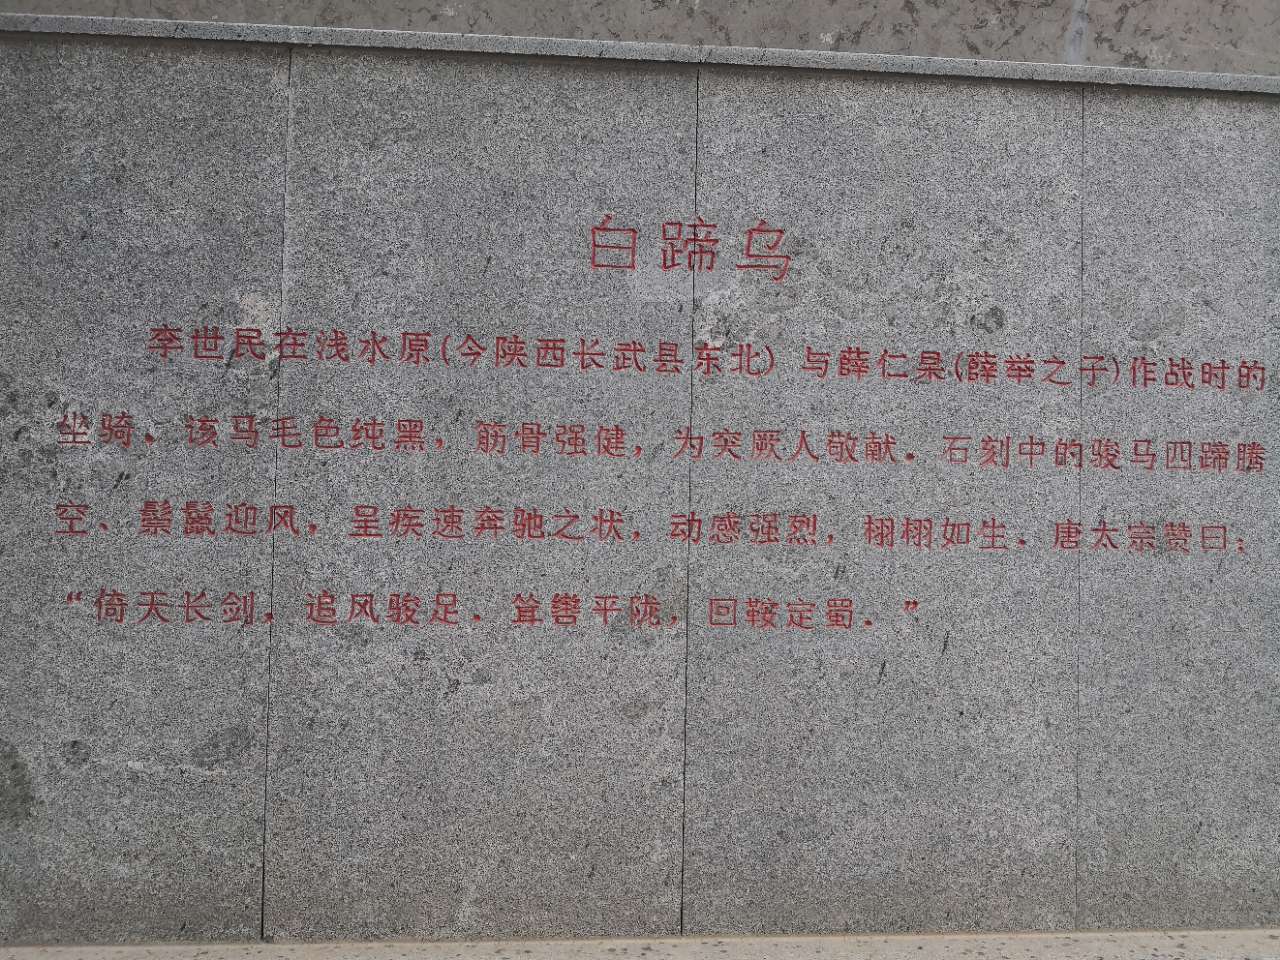 白蹄乌
李世民在浅水原(今陕西长武县东北)与薛仁杲(薛举之子)作战时的
坐骑。该马毛色纯黑，筋骨强健，为突厥人敬献。石刻中的骏马四蹄腾
空、鬃鬣迎风，呈疾速奔驰之状，动感强烈，栩栩如生。唐太宗赞曰：
“倚天长剑，追风骏足。耸辔平陇，回鞍定蜀。”